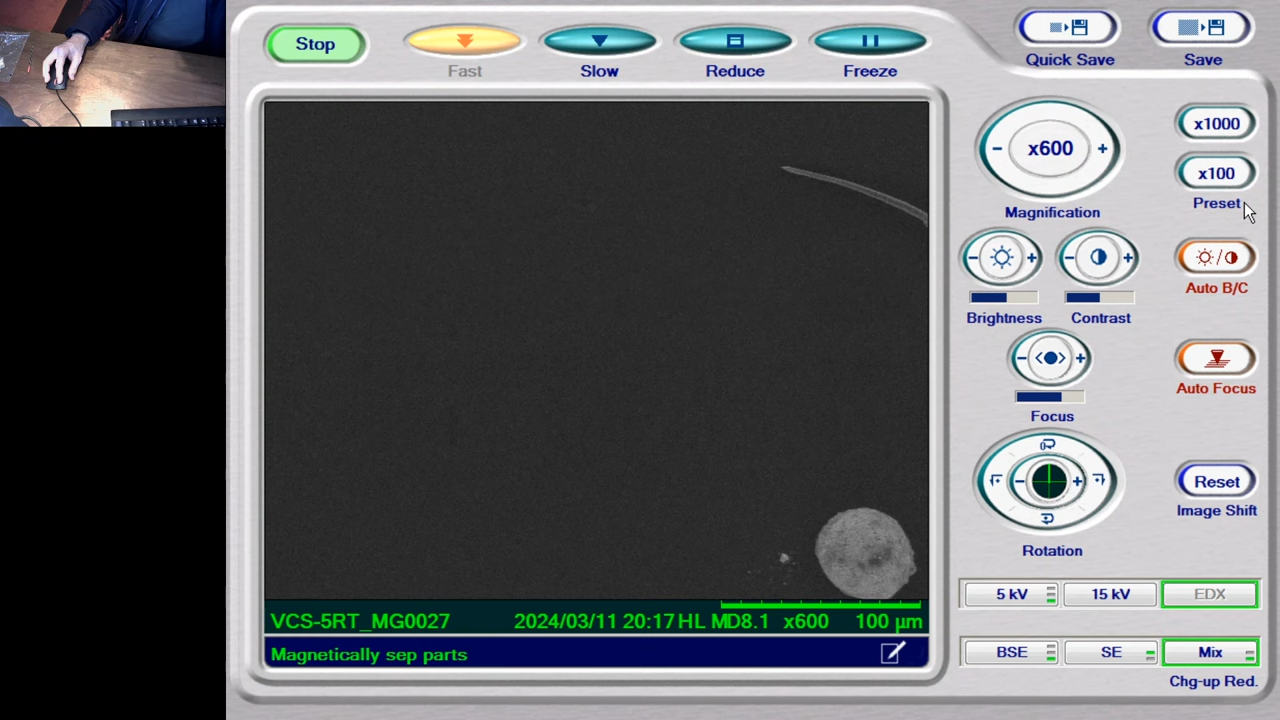 Stop
Fast
Slow
Reduce
Freeze
Quick Save
Save
x600
Magnification
x1000
x100
Preset
Brightness
Contrast
Auto B/C
Focus
Auto Focus
Rotation
Reset
Image Shift
5 kV
15 kV
EDX
BSE
SE
Mix
Chg-up Red.
VCS-5RT_MG0027 2024/03/11 20:17 HL MD8.1 x600 100 µm
Magnetically sep parts